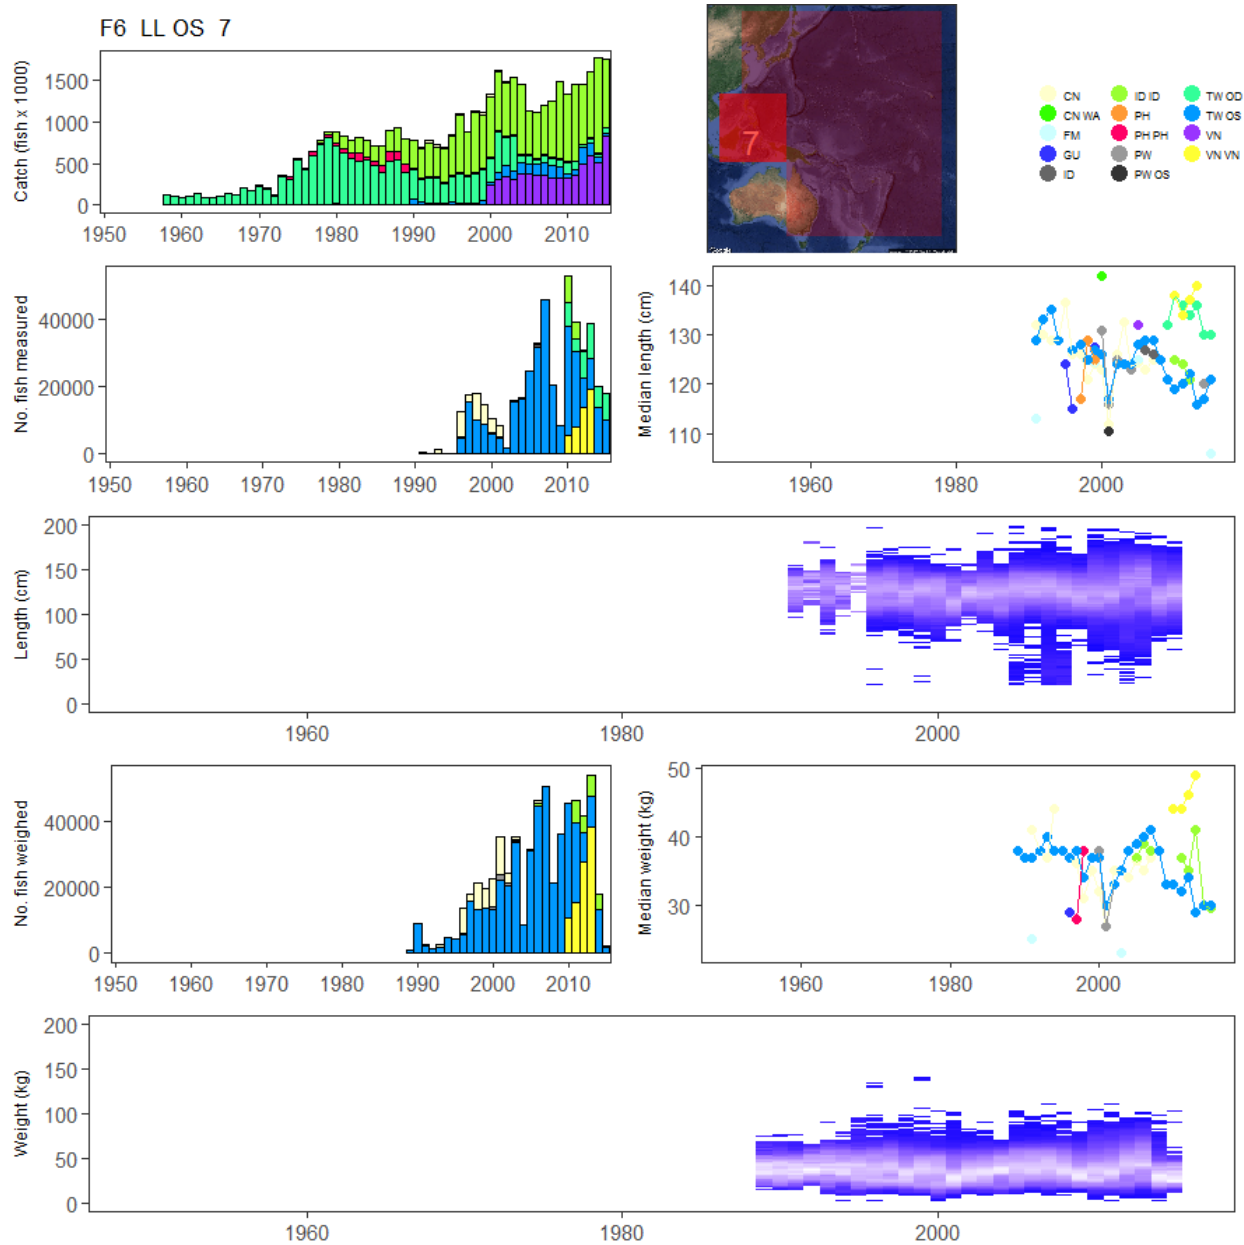 F6 LL OS 7
Catch (fish x 1000)
1500
1000
500
0
1950 1960 1970 1980 1990 2000 2010
7
CN ID ID TW OD
CN WA PH TW OS
FM PH PH VN
GU PW VN VN
ID PW OS
No. fish measured
40000
20000
0
1950 1960 1970 1980 1990 2000 2010
Median length (cm)
140
130
120
110
1960 1980 2000
Length (cm)
200
150
100
50
0
1960 1980 2000
No. fish weighed
40000
20000
0
1950 1960 1970 1980 1990 2000 2010
Median weight (kg)
50
40
30
1960 1980 2000
Weight (kg)
200
150
100
50
0
1960 1980 2000